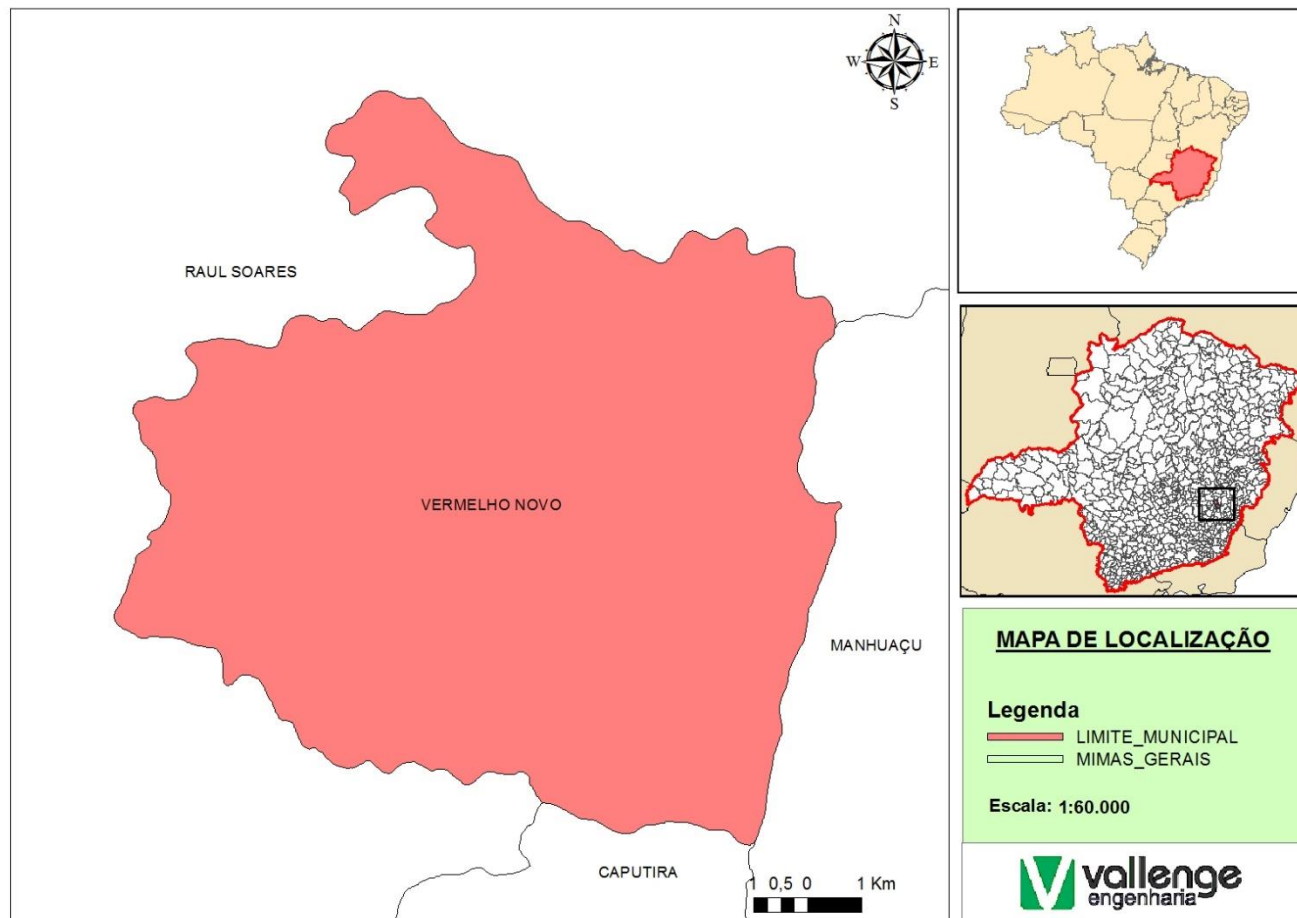 N
W E
S
RAUL SOARES
VERMELHO NOVO
MANHUAÇU
CAPUTIRA
1 0,5 0 1 Km
MAPA DE LOCALIZAÇÃO
Legenda
LIMITE_MUNICIPAL
MIMAS_GERAIS
Escala: 1:60.000
vallenge
engenharia